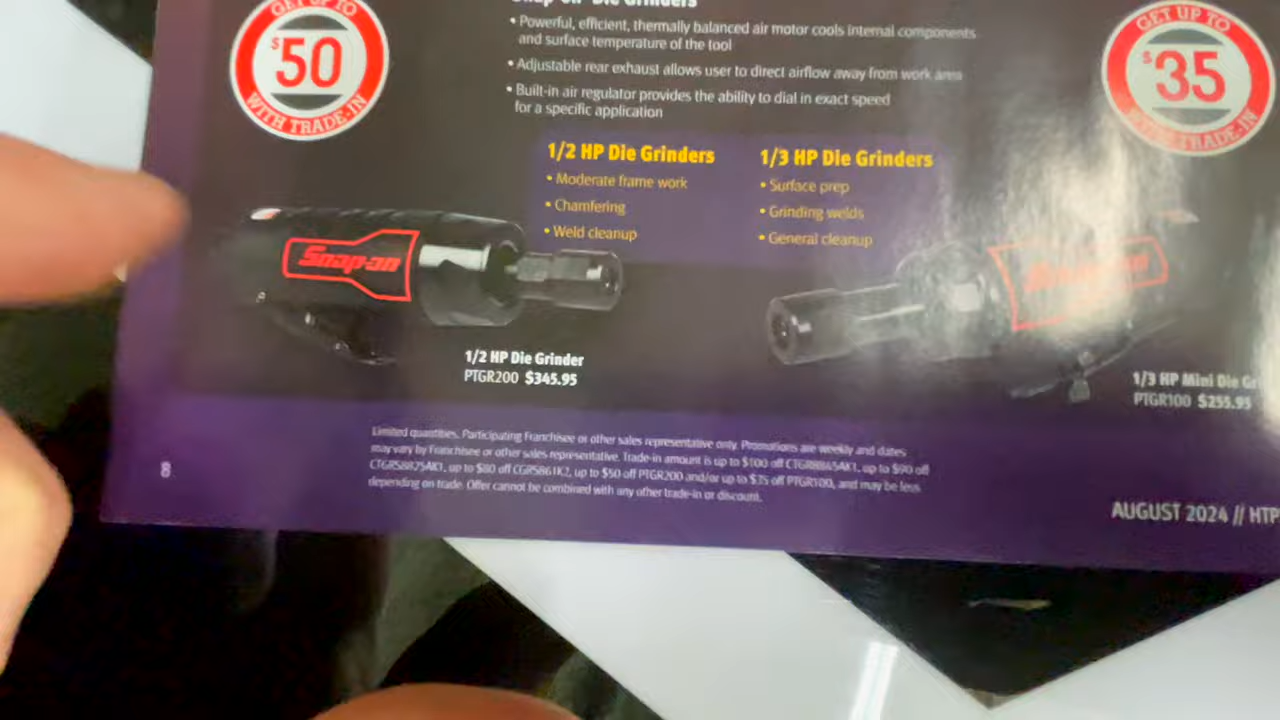 GET UP TO
$50
WITH TRADE-IN
Snap-on Die Grinders
• Powerful, efficient, thermally balanced air motor cools internal components
and surface temperature of the tool
• Adjustable rear exhaust allows user to direct airflow away from work area
• Built-in air regulator provides the ability to dial in exact speed
for a specific application
GET UP TO
$35
WITH TRADE-IN
1/2 HP Die Grinders
• Moderate frame work
• Chamfering
• Weld cleanup
1/3 HP Die Grinders
• Surface prep
• Grinding welds
• General cleanup
Snap-on
Snap-on
1/2 HP Die Grinder
PTGR200 $345.95
1/3 HP Mini Die Gri
PTGR100 $255.95
Limited quantities. Participating Franchisee or other sales representative only. Promotions are weekly and dates
may vary by Franchisee or other sales representative. Trade-in amount is up to $100 off CTGR8845AK1, up to $90 off
up to $80 off CGRS861K2, up to $50 off PTGR200 and/or up to $35 off PTGR100, and may be less
depending on trade. Offer cannot be combined with any other trade-in or discount.
8
AUGUST 2024 // HTP